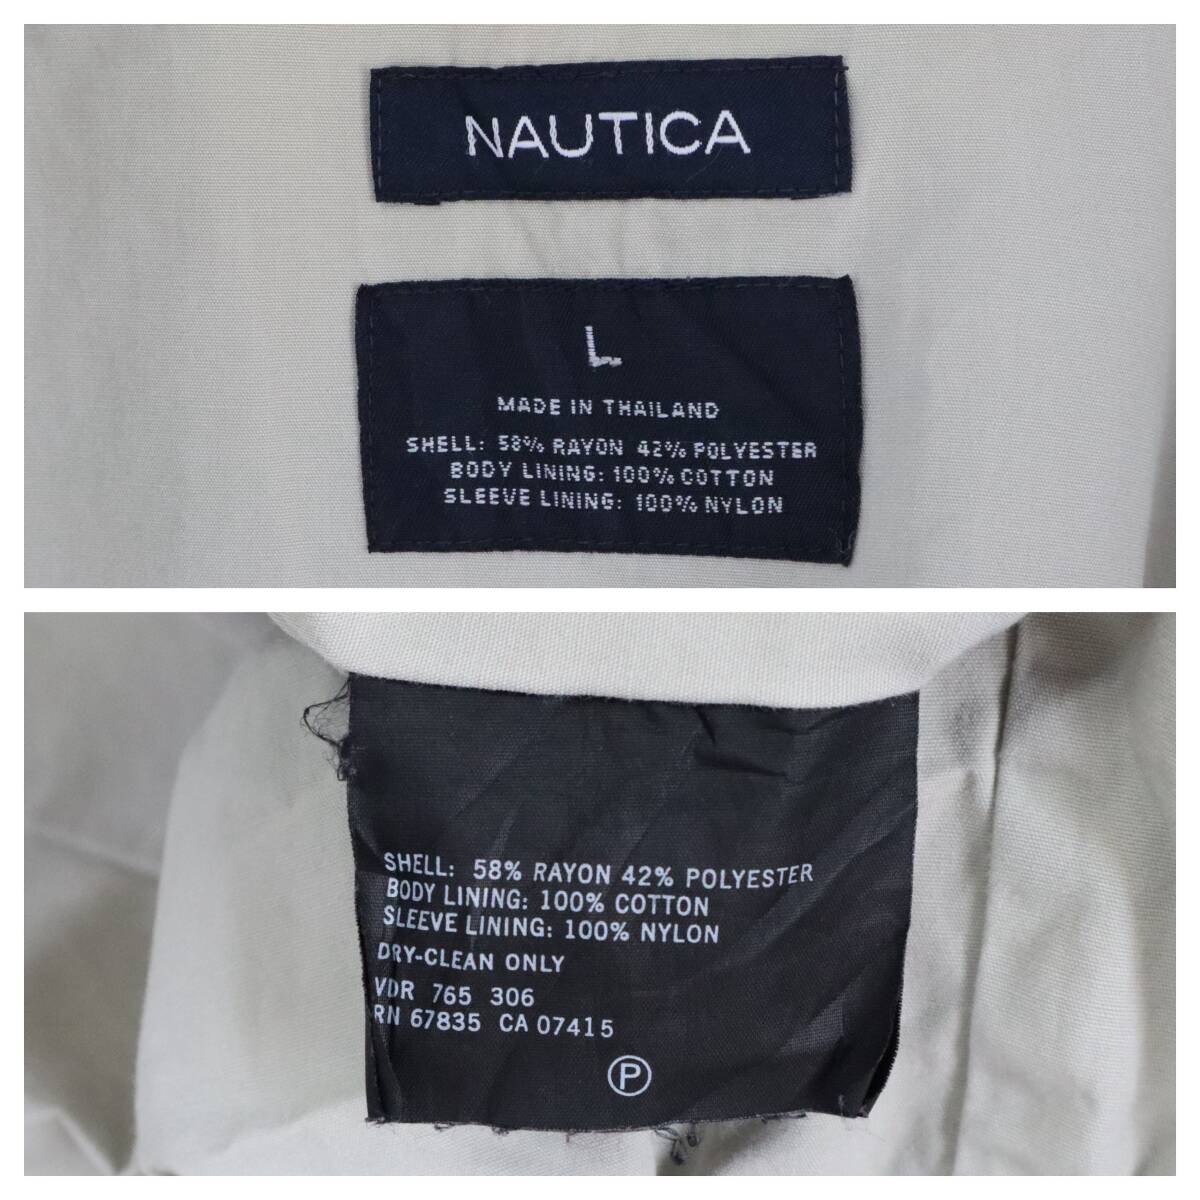 NAUTICA
L
MADE IN THAILAND
SHELL: 58% RAYON 42% POLYESTER
BODY LINING: 100% COTTON
SLEEVE LINING: 100% NYLON
SHELL: 58% RAYON 42% POLYESTER
BODY LINING: 100% COTTON
SLEEVE LINING: 100% NYLON
DRY-CLEAN ONLY
VDR 765 306
RN 67835 CA 07415
P